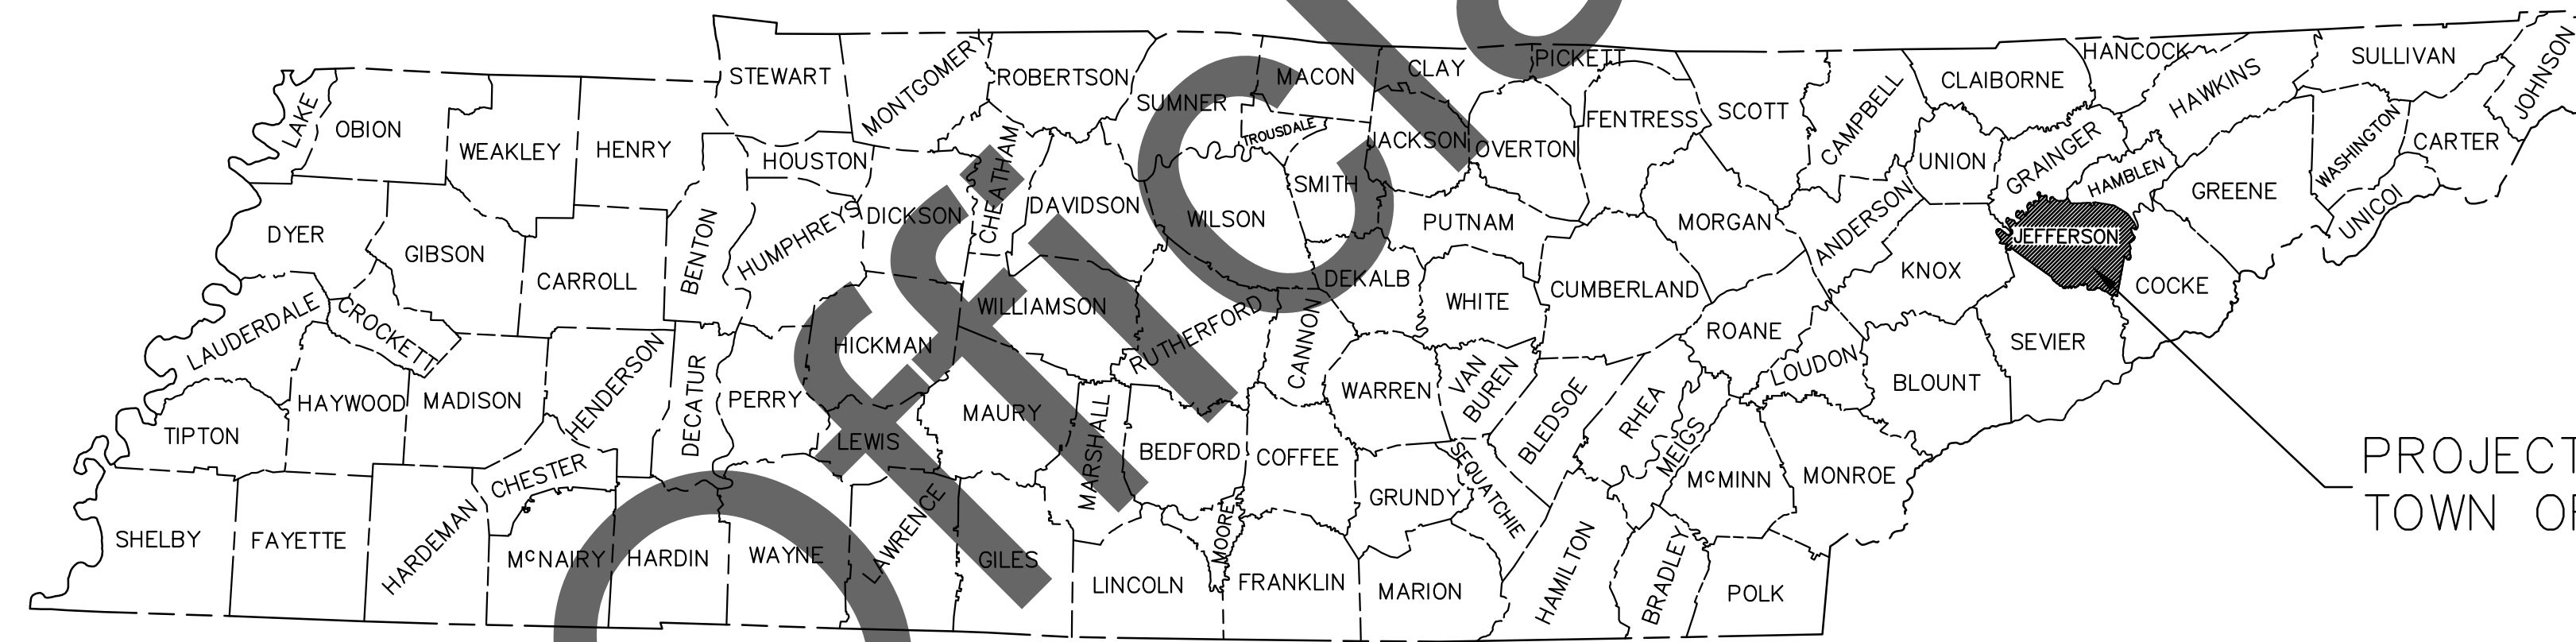 STEWART
MONTGOMERY
ROBERTSON
SUMNER
MACON
CLAY
PICKETT
FENTRESS
SCOTT
CAMPBELL
CLAIBORNE
HANCOCK
HAWKINS
SULLIVAN
JOHNSON
LAKE
OBION
WEAKLEY
HENRY
HOUSTON
CHEATHAM
TROUSDALE
JACKSON
OVERTON
UNION
GRAINGER
HAMBLEN
WASHINGTON
CARTER
GREENE
UNICOI
DYER
GIBSON
CARROLL
BENTON
HUMPHREYS
DICKSON
DAVIDSON
WILSON
SMITH
PUTNAM
MORGAN
ANDERSON
JEFFERSON
LAUDERDALE
CROCKETT
WILLIAMSON
RUTHERFORD
DEKALB
WHITE
CUMBERLAND
KNOX
COCKE
HICKMAN
CANNON
ROANE
LOUDON
SEVIER
TIPTON
HAYWOOD
MADISON
HENDERSON
DECATUR
PERRY
LEWIS
MAURY
MARSHALL
BEDFORD
COFFEE
WARREN
VAN
BUREN
BLEDSOE
RHEA
MEIGS
BLOUNT
PROJECT
TOWN
SHELBY
FAYETTE
HARDEMAN
CHESTER
McNAIRY
HARDIN
WAYNE
LAWRENCE
GILES
LINCOLN
MOORE
FRANKLIN
GRUNDY
SEQUATCHIE
MARION
HAMILTON
McMINN
BRADLEY
POLK
MONROE